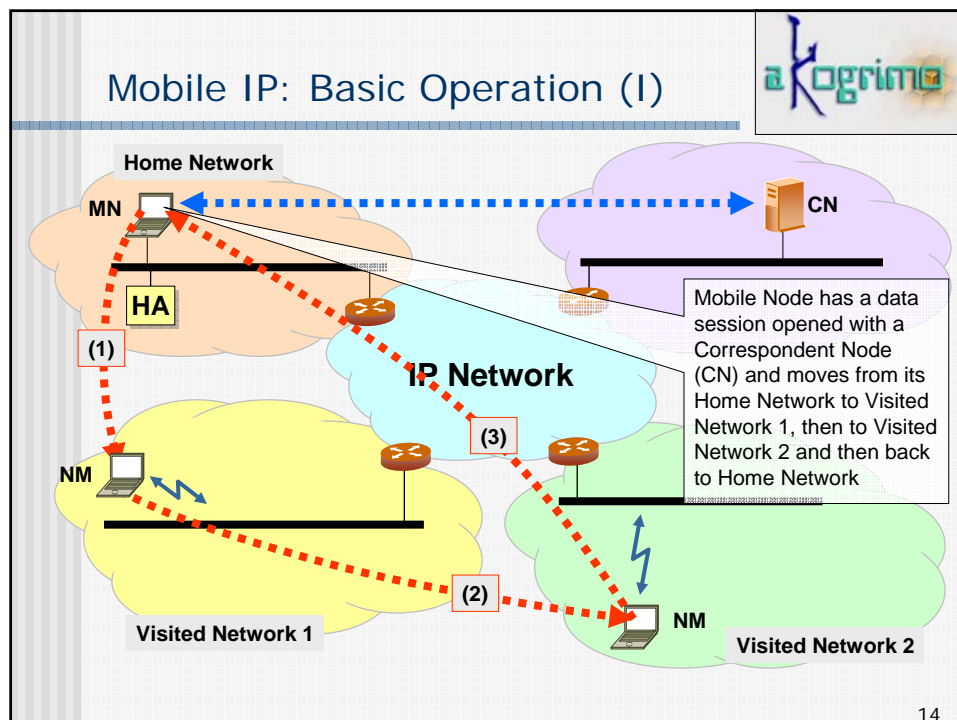 Mobile IP: Basic Operation (I)
akogrimo
Home Network
MN
CN
HA
(1)
IP Network
Mobile Node has a data
session opened with a
Correspondent Node
(CN) and moves from its
Home Network to Visited
Network 1, then to Visited
Network 2 and then back
to Home Network
(3)
NM
(2)
NM
Visited Network 1
Visited Network 2
14